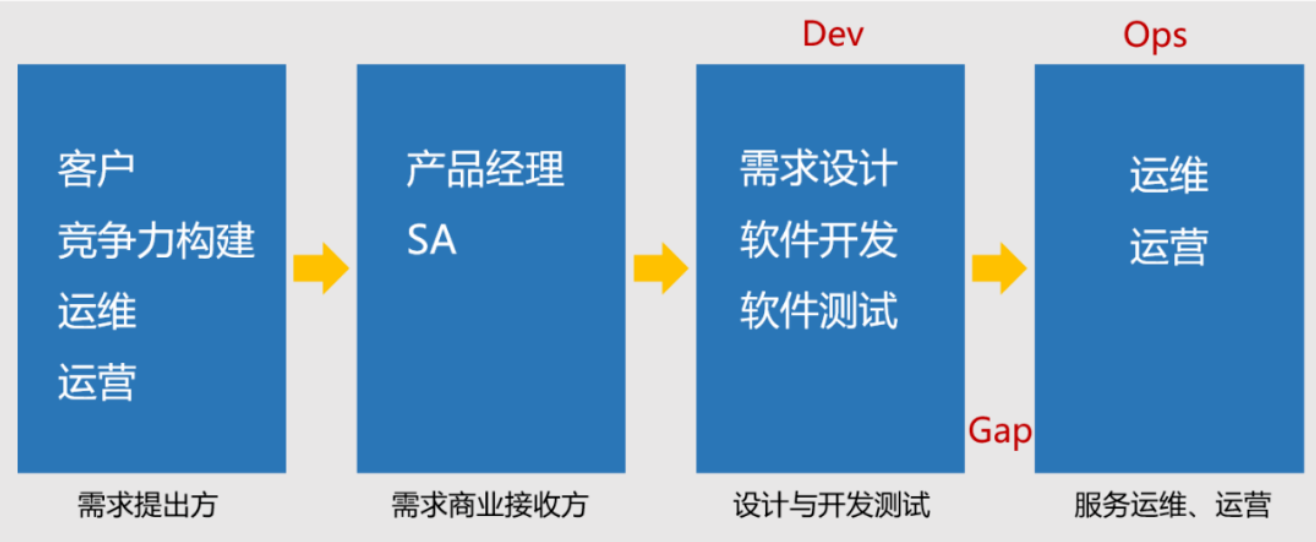 Dev
Ops
客户
竞争力构建
运维
运营
产品经理
SA
需求设计
软件开发
软件测试
运维
运营
Gap
需求提出方
需求商业接收方
设计与开发测试
服务运维、运营